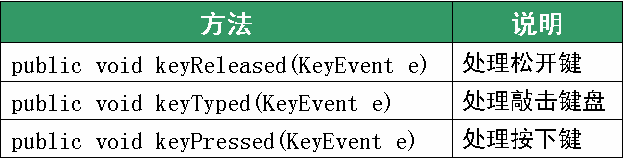 方法 说明
public void keyReleased(KeyEvent e) 处理松开键
public void keyTyped(KeyEvent e) 处理敲击键盘
public void keyPressed(KeyEvent e) 处理按下键